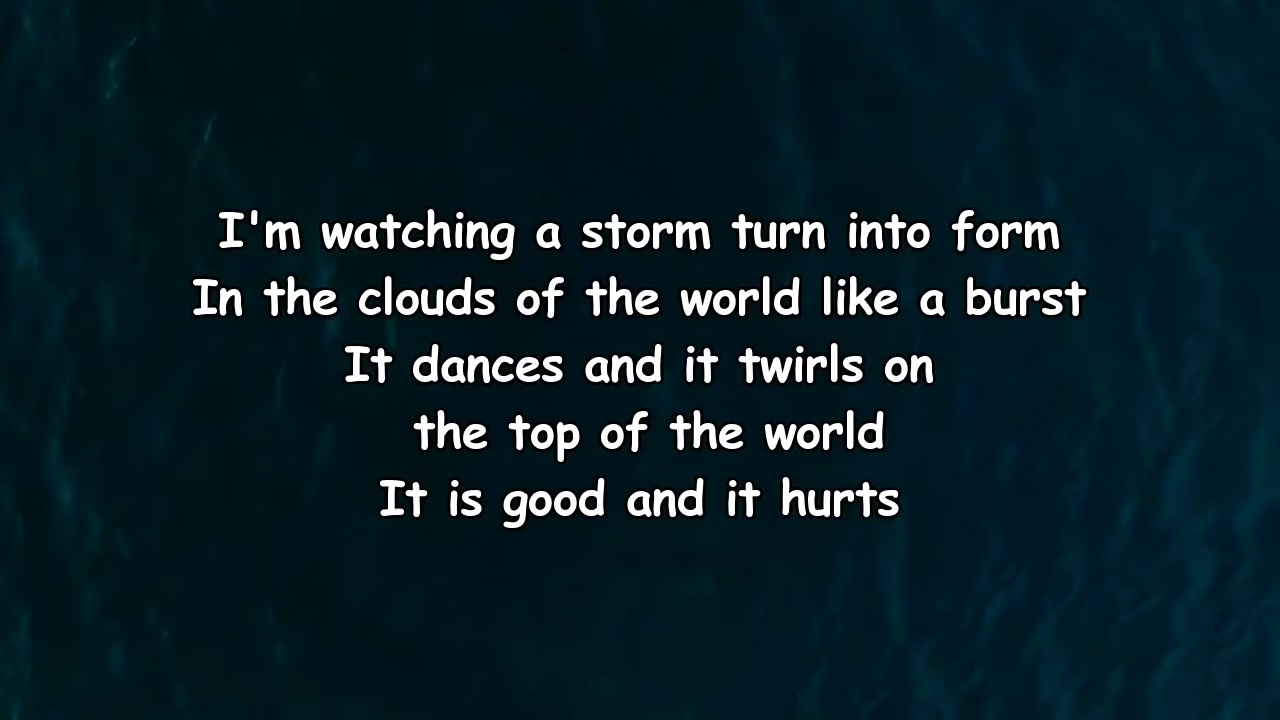 I'm watching a storm turn into form
In the clouds of the world like a burst
It dances and it twirls on
the top of the world
It is good and it hurts